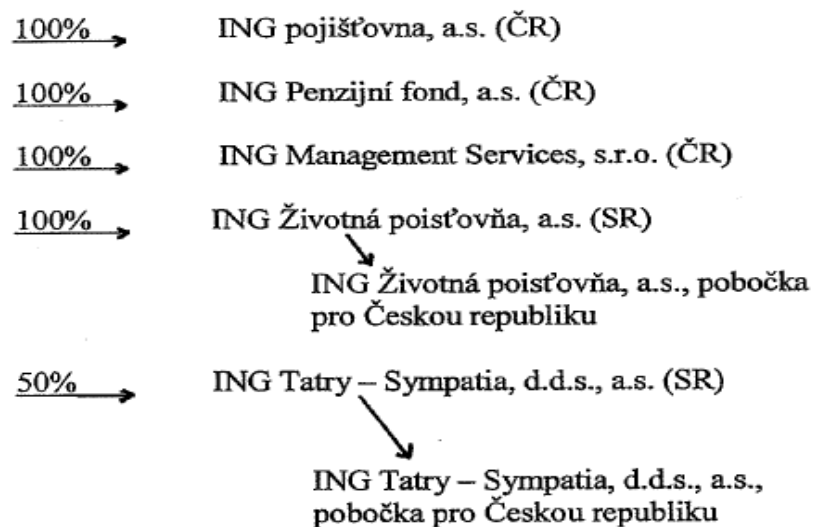 100% ING pojišťovna, a.s. (ČR)
100% ING Penzijní fond, a.s. (ČR)
100% ING Management Services, s.r.o. (ČR)
100% ING Životná poisťovňa, a.s. (SR)
ING Životná poisťovňa, a.s., pobočka
pro Českou republiku
50% ING Tatry – Sympatia, d.d.s., a.s. (SR)
ING Tatry – Sympatia, d.d.s., a.s.,
pobočka pro Českou republiku